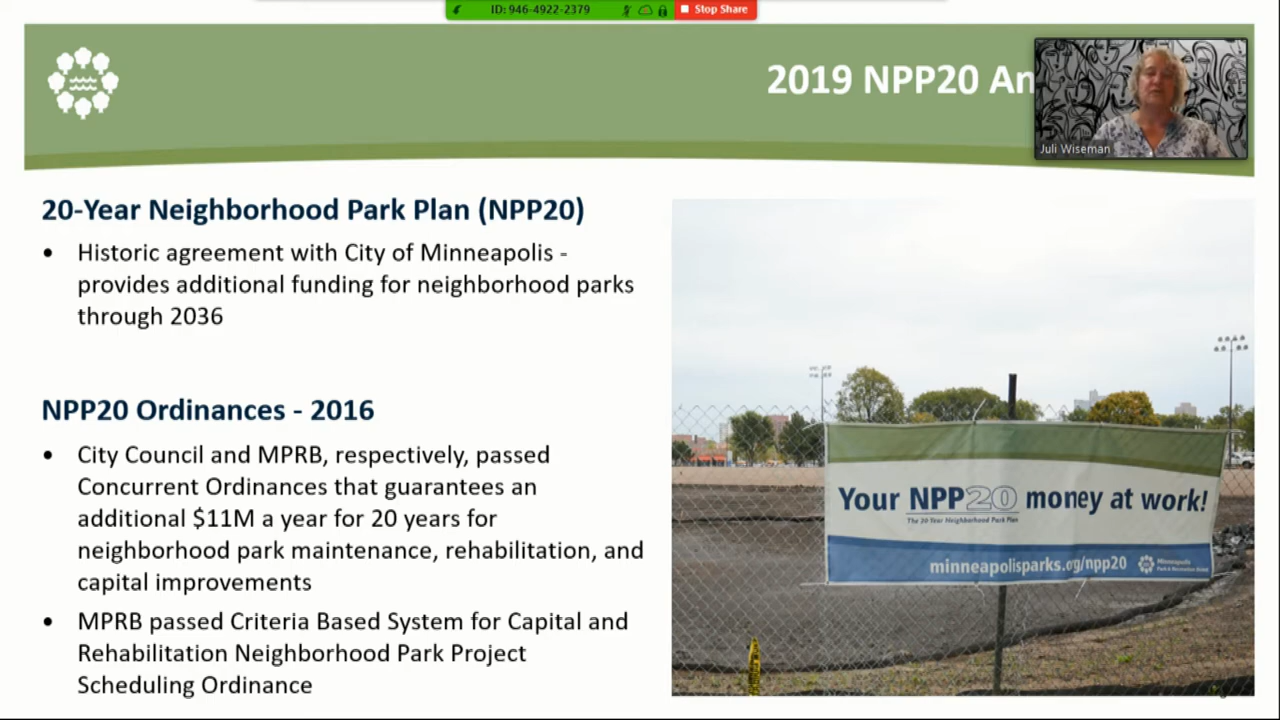 ID: 946-4922-2379
Stop Share
2019 NPP20 An
Juli Wiseman
20-Year Neighborhood Park Plan (NPP20)
• Historic agreement with City of Minneapolis -
provides additional funding for neighborhood parks
through 2036
NPP20 Ordinances - 2016
• City Council and MPRB, respectively, passed
Concurrent Ordinances that guarantees an
additional $11M a year for 20 years for
neighborhood park maintenance, rehabilitation, and
capital improvements
• MPRB passed Criteria Based System for Capital and
Rehabilitation Neighborhood Park Project
Scheduling Ordinance
Your NPP20 money at work!
The 20-Year Neighborhood Park Plan
minneapolisparks.org/npp20
Minneapolis
Park & Recreation Board